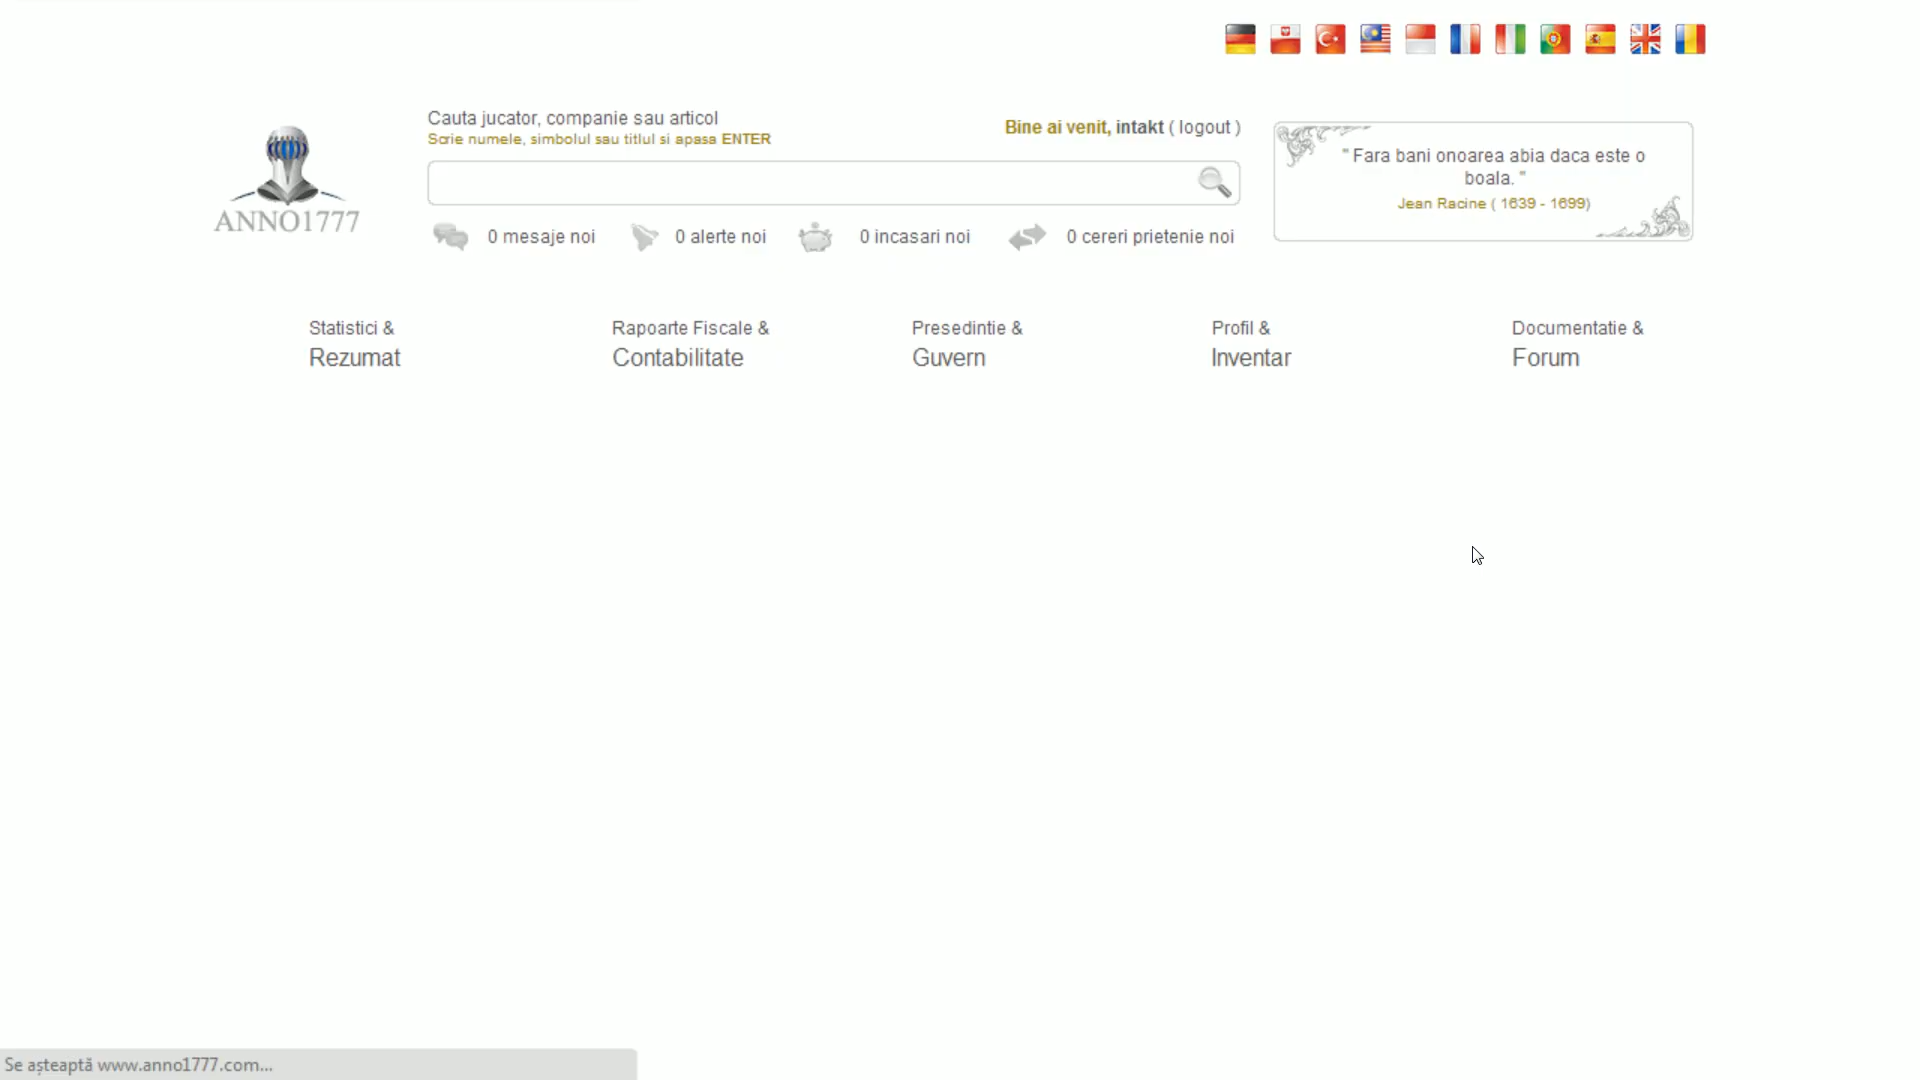 Cauta jucator, companie sau articol
Scrie numele, simbolul sau titlul si apasa ENTER
Bine ai venit, intakt ( logout )
" Fara bani onoarea abia daca este o
boala. "
Jean Racine ( 1639 - 1699)
ANNO1777
0 mesaje noi
0 alerte noi
0 incasari noi
0 cereri prietenie noi
Statistici &
Rezumat
Rapoarte Fiscale &
Contabilitate
Presedintie &
Guvern
Profil &
Inventar
Documentatie &
Forum
Se așteaptă www.anno1777.com...